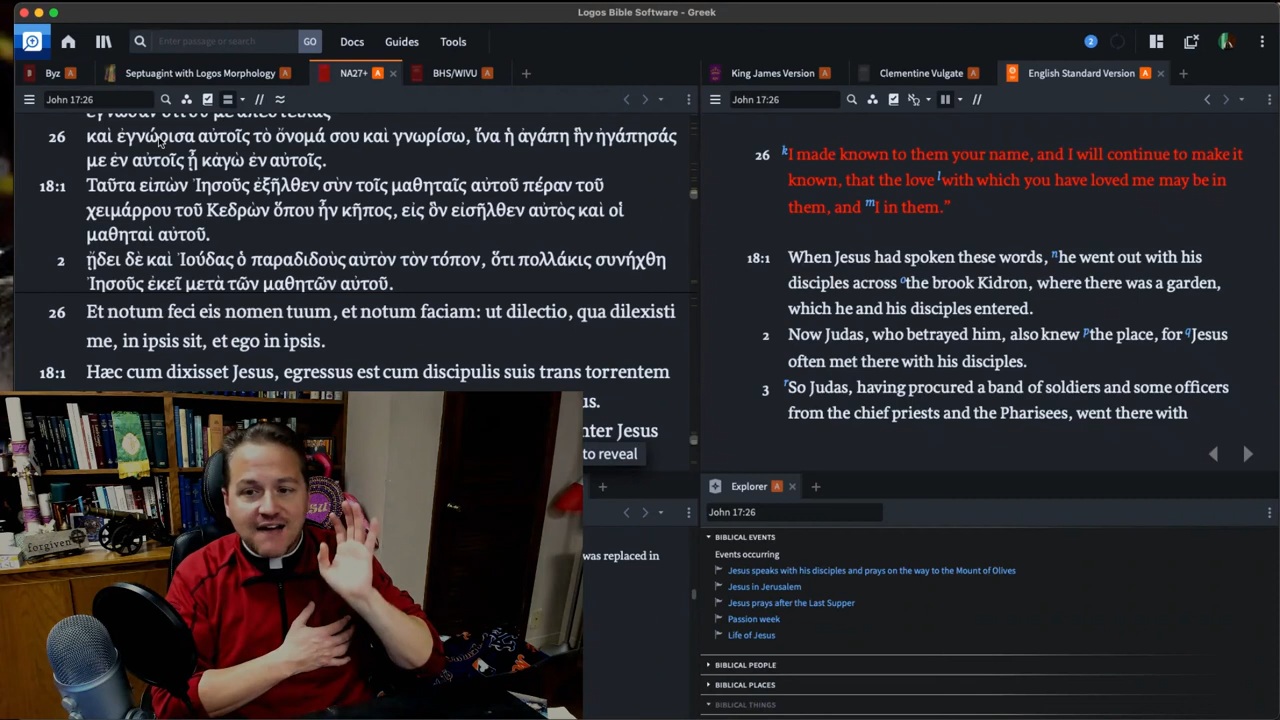 Logos Bible Software - Greek
Enter passage or search
GO
Docs
Guides
Tools
2
Byz A
Septuagint with Logos Morphology A
NA27+ A
BHS/WIVU A
John 17:26
26 καὶ ἐγνώρισα αὐτοῖς τὸ ὄνομά σου καὶ γνωρίσω, ἵνα ἡ ἀγάπη ἣν ἠγάπησάς
με ἐν αὐτοῖς ᾖ κἀγὼ ἐν αὐτοῖς.
18:1 Ταῦτα εἰπὼν Ἰησοῦς ἐξῆλθεν σὺν τοῖς μαθηταῖς αὐτοῦ πέραν τοῦ
χειμάρρου τοῦ Κεδρὼν ὅπου ἦν κῆπος, εἰς ὃν εἰσῆλθεν αὐτὸς καὶ οἱ
μαθηταὶ αὐτοῦ.
2 ᾔδει δὲ καὶ Ἰούδας ὁ παραδιδοὺς αὐτὸν τὸν τόπον, ὅτι πολλάκις συνήχθη
Ἰησοῦς ἐκεῖ μετὰ τῶν μαθητῶν αὐτοῦ.
26 Et notum feci eis nomen tuum, et notum faciam: ut dilectio, qua dilexisti
me, in ipsis sit, et ego in ipsis.
18:1 Hæc cum dixisset Jesus, egressus est cum discipulis suis trans torrentem
us.
nter Jesus
to reveal
was replaced in
forgiven
King James Version A
Clementine Vulgate A
English Standard Version A
John 17:26
26 k I made known to them your name, and I will continue to make it
known, that the love l with which you have loved me may be in
them, and m I in them.”
18:1 When Jesus had spoken these words, n he went out with his
disciples across o the brook Kidron, where there was a garden,
which he and his disciples entered.
2 Now Judas, who betrayed him, also knew p the place, for q Jesus
often met there with his disciples.
3 r So Judas, having procured a band of soldiers and some officers
from the chief priests and the Pharisees, went there with
Explorer A
John 17:26
BIBLICAL EVENTS
Events occurring
Jesus speaks with his disciples and prays on the way to the Mount of Olives
Jesus in Jerusalem
Jesus prays after the Last Supper
Passion week
Life of Jesus
BIBLICAL PEOPLE
BIBLICAL PLACES
BIBLICAL THINGS